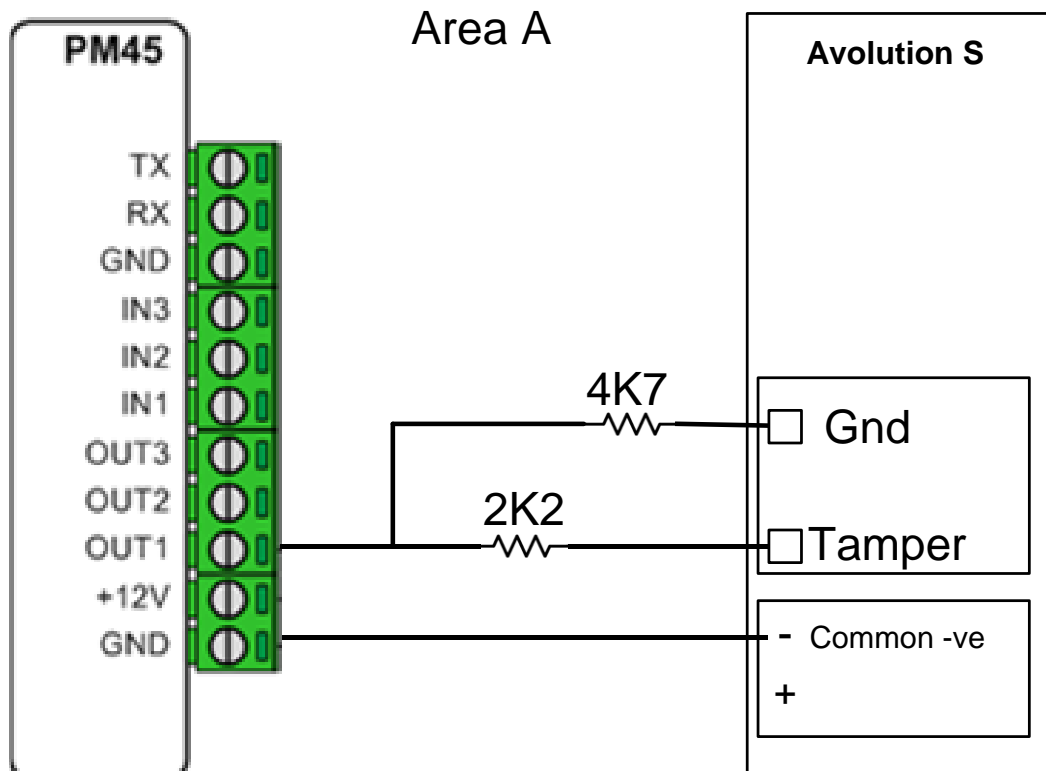 Area A
PM45
TX
RX
GND
IN3
IN2
IN1
OUT3
OUT2
OUT1
+12V
GND
4K7
2K2
Avolution S
Gnd
Tamper
- Common -ve
+